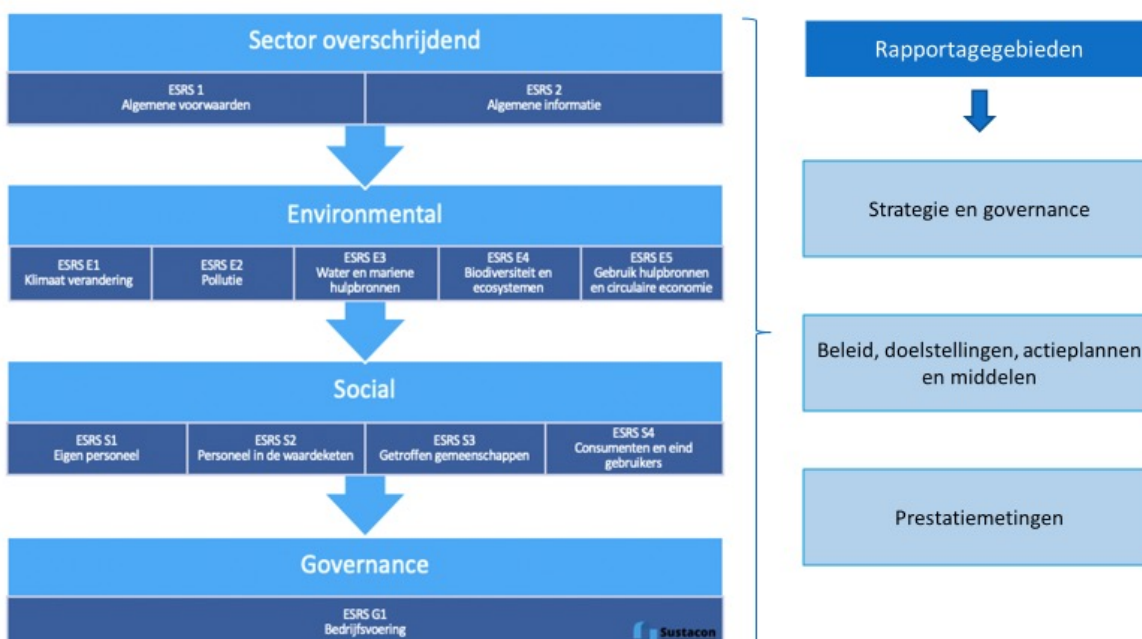 Sector overschrijdend
ESRS 1
Algemene voorwaarden
ESRS 2
Algemene informatie
Environmental
ESRS E1
Klimaat verandering
ESRS E2
Pollutie
ESRS E3
Water en mariene
hulpbronnen
ESRS E4
Biodiversiteit en
ecosystemen
ESRS E5
Gebruik hulpbronnen
en circulaire economie
Social
ESRS S1
Eigen personeel
ESRS S2
Personeel in de waardeketen
ESRS S3
Getroffen gemeenschappen
ESRS S4
Consumenten en eind
gebruikers
Governance
ESRS G1
Bedrijfsvoering
Sustacon
Rapportagegebieden
Strategie en governance
Beleid, doelstellingen, actieplannen
en middelen
Prestatiemetingen